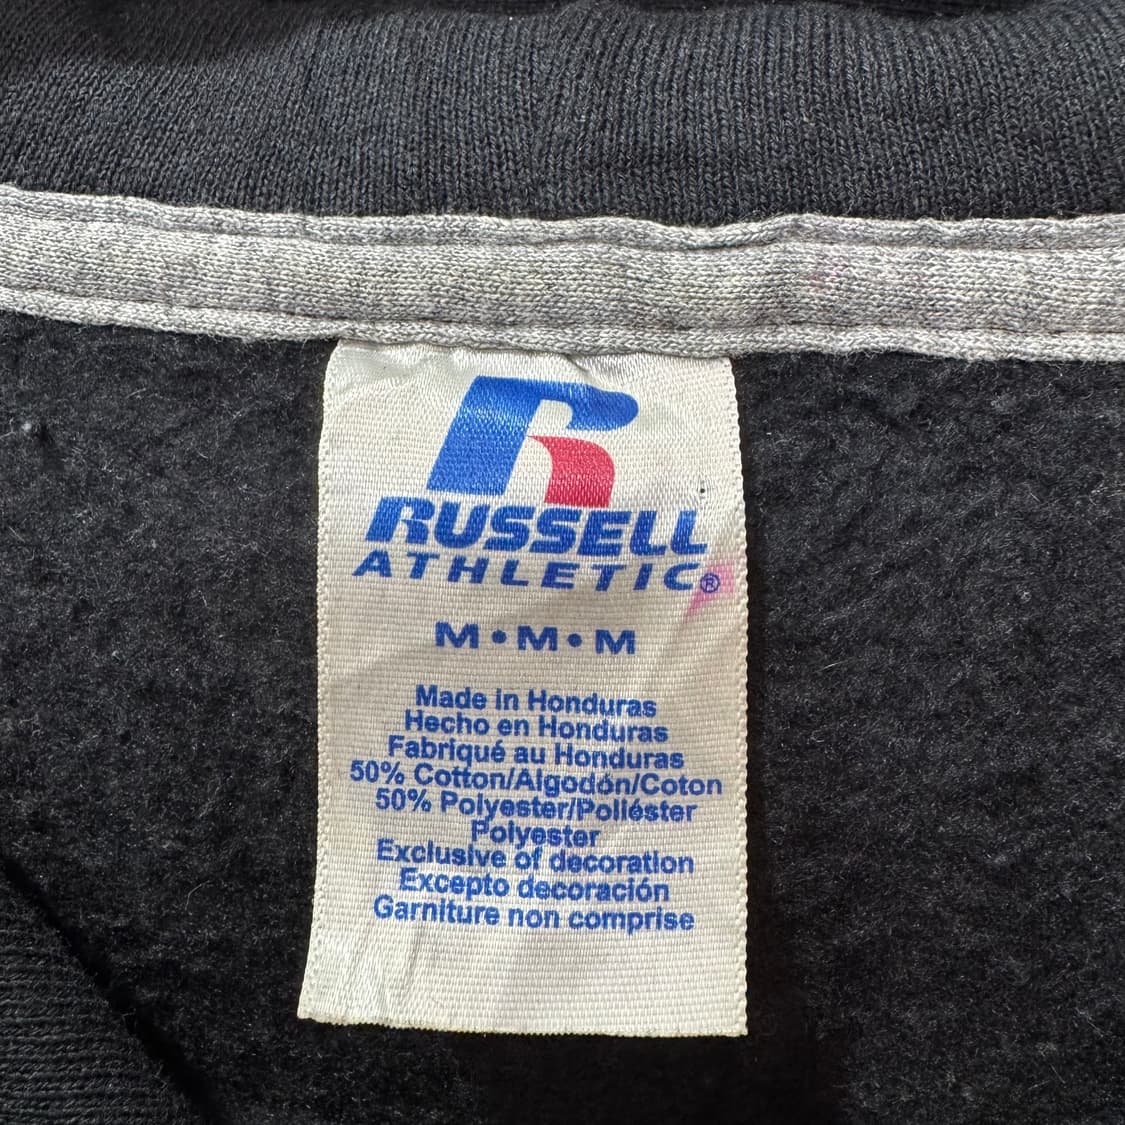 R
RUSSELL
ATHLETIC®
M•M•M
Made in Honduras
Hecho en Honduras
Fabriqué au Honduras
50% Cotton/Algodón/Coton
50% Polyester/Poliéster
Polyester
Exclusive of decoration
Excepto decoración
Garniture non comprise